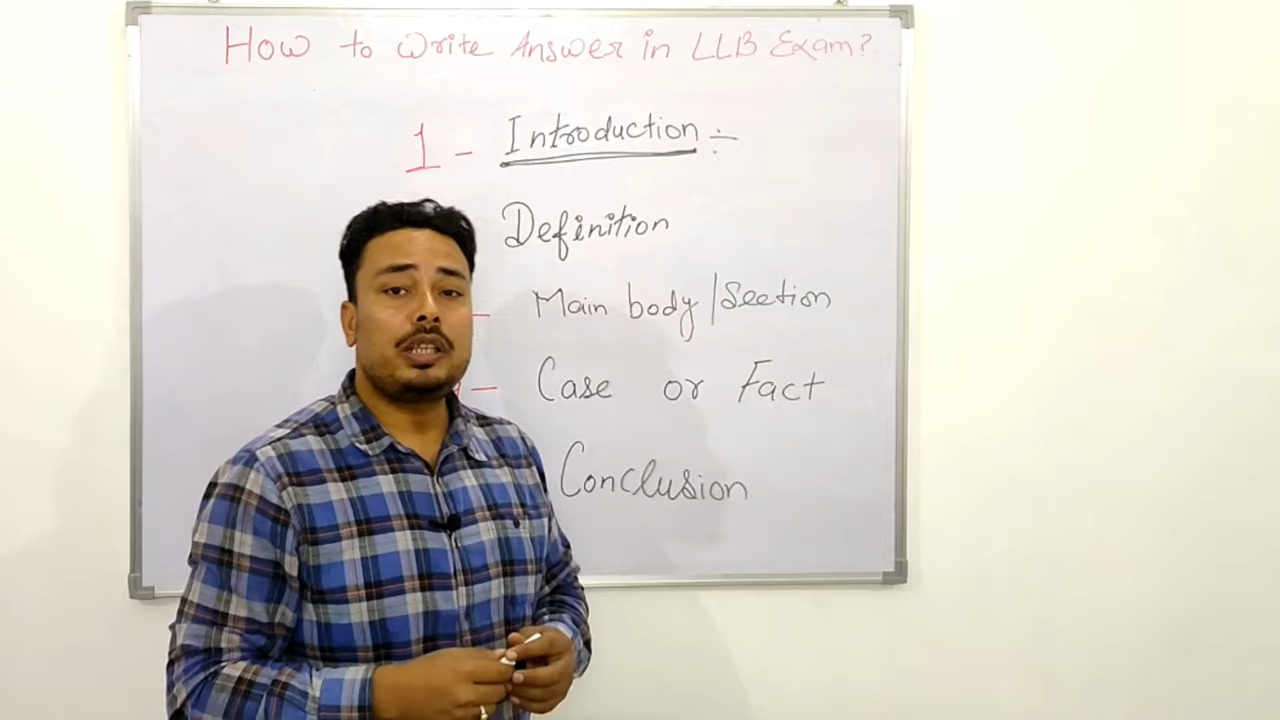 How to Write Answer in LLB Exam?
1 - Introduction ÷
Definition
- Main body / Section
- Case or Fact
Conclusion